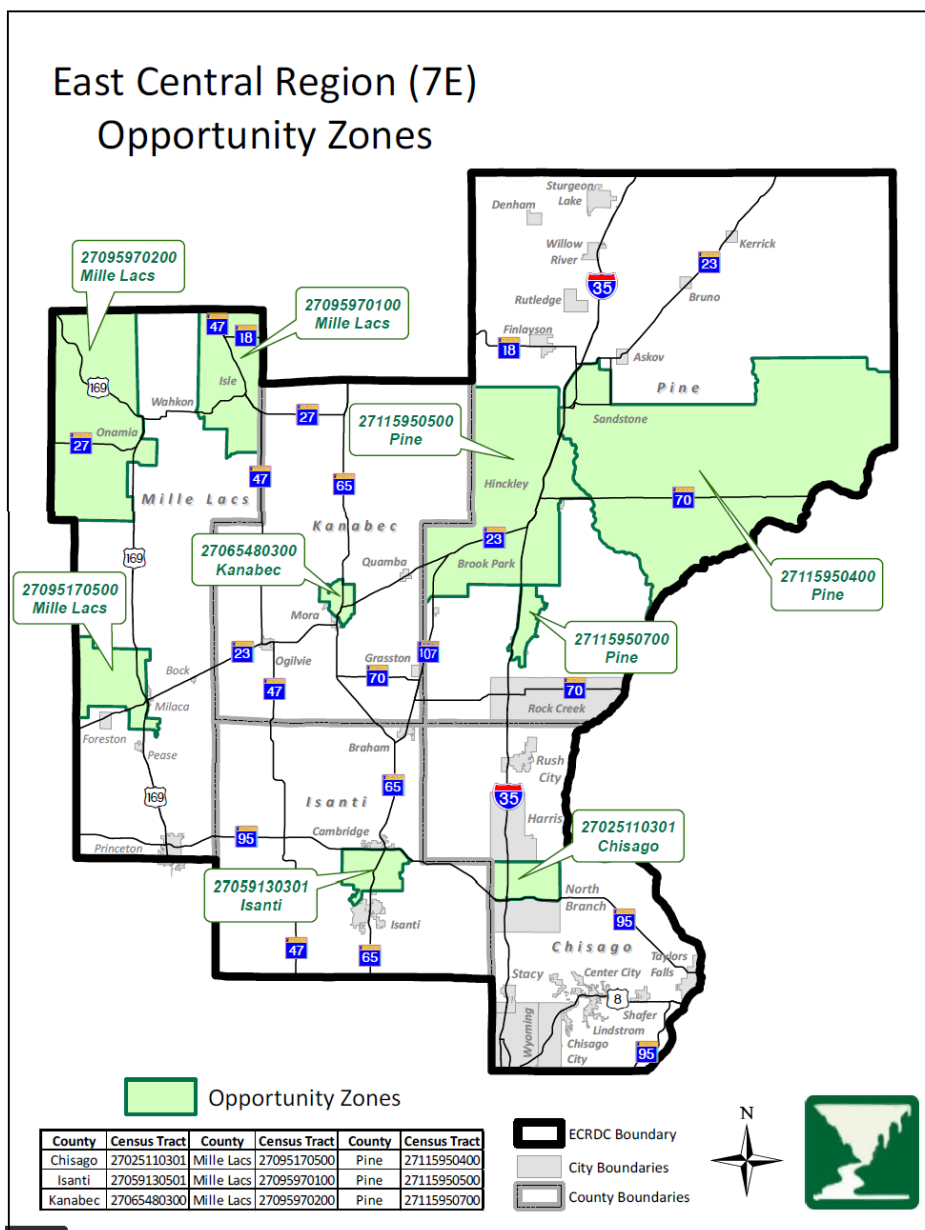 East Central Region (7E)
Opportunity Zones
Sturgeon
Lake
Denham
Willow
River
Kerrick
23
35
Rutledge
Bruno
Finlayson
18
Askov
Pine
Sandstone
27095970200
Mille Lacs
27095970100
Mille Lacs
47
18
169
Isle
Wahkon
27
27
Onamia
47
65
Mille Lacs
Kanabec
27115950500
Pine
Hinckley
70
23
Brook Park
27115950400
Pine
169
27065480300
Kanabec
Quamba
27095170500
Mille Lacs
Mora
27115950700
Pine
23
Ogilvie
Grasston
107
Bock
47
70
70
Milaca
Rock Creek
Foreston
Pease
Braham
Rush
City
169
65
35
Isanti
Harris
95
Cambridge
Princeton
27025110301
Chisago
27059130301
Isanti
North
Branch
Isanti
95
47
65
Chisago
Taylors
Falls
Stacy
Center City
8
Shafer
Lindstrom
Wyoming
Chisago
City
95
Opportunity Zones
County Census Tract County Census Tract County Census Tract
Chisago 27025110301 Mille Lacs 27095170500 Pine 27115950400
Isanti 27059130501 Mille Lacs 27095970100 Pine 27115950500
Kanabec 27065480300 Mille Lacs 27095970200 Pine 27115950700
ECRDC Boundary
City Boundaries
County Boundaries
N